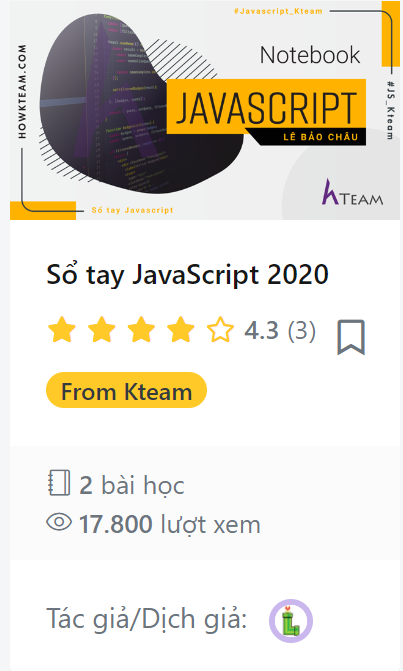 #Javascript_Kteam
HOWKTEAM.COM
Notebook
JAVASCRIPT
LÊ BẢO CHÂU
#JS_Kteam
KTEAM
Sổ tay Javascript
Sổ tay JavaScript 2020
4.3 (3)
From Kteam
2 bài học
17.800 lượt xem
Tác giả/Dịch giả: